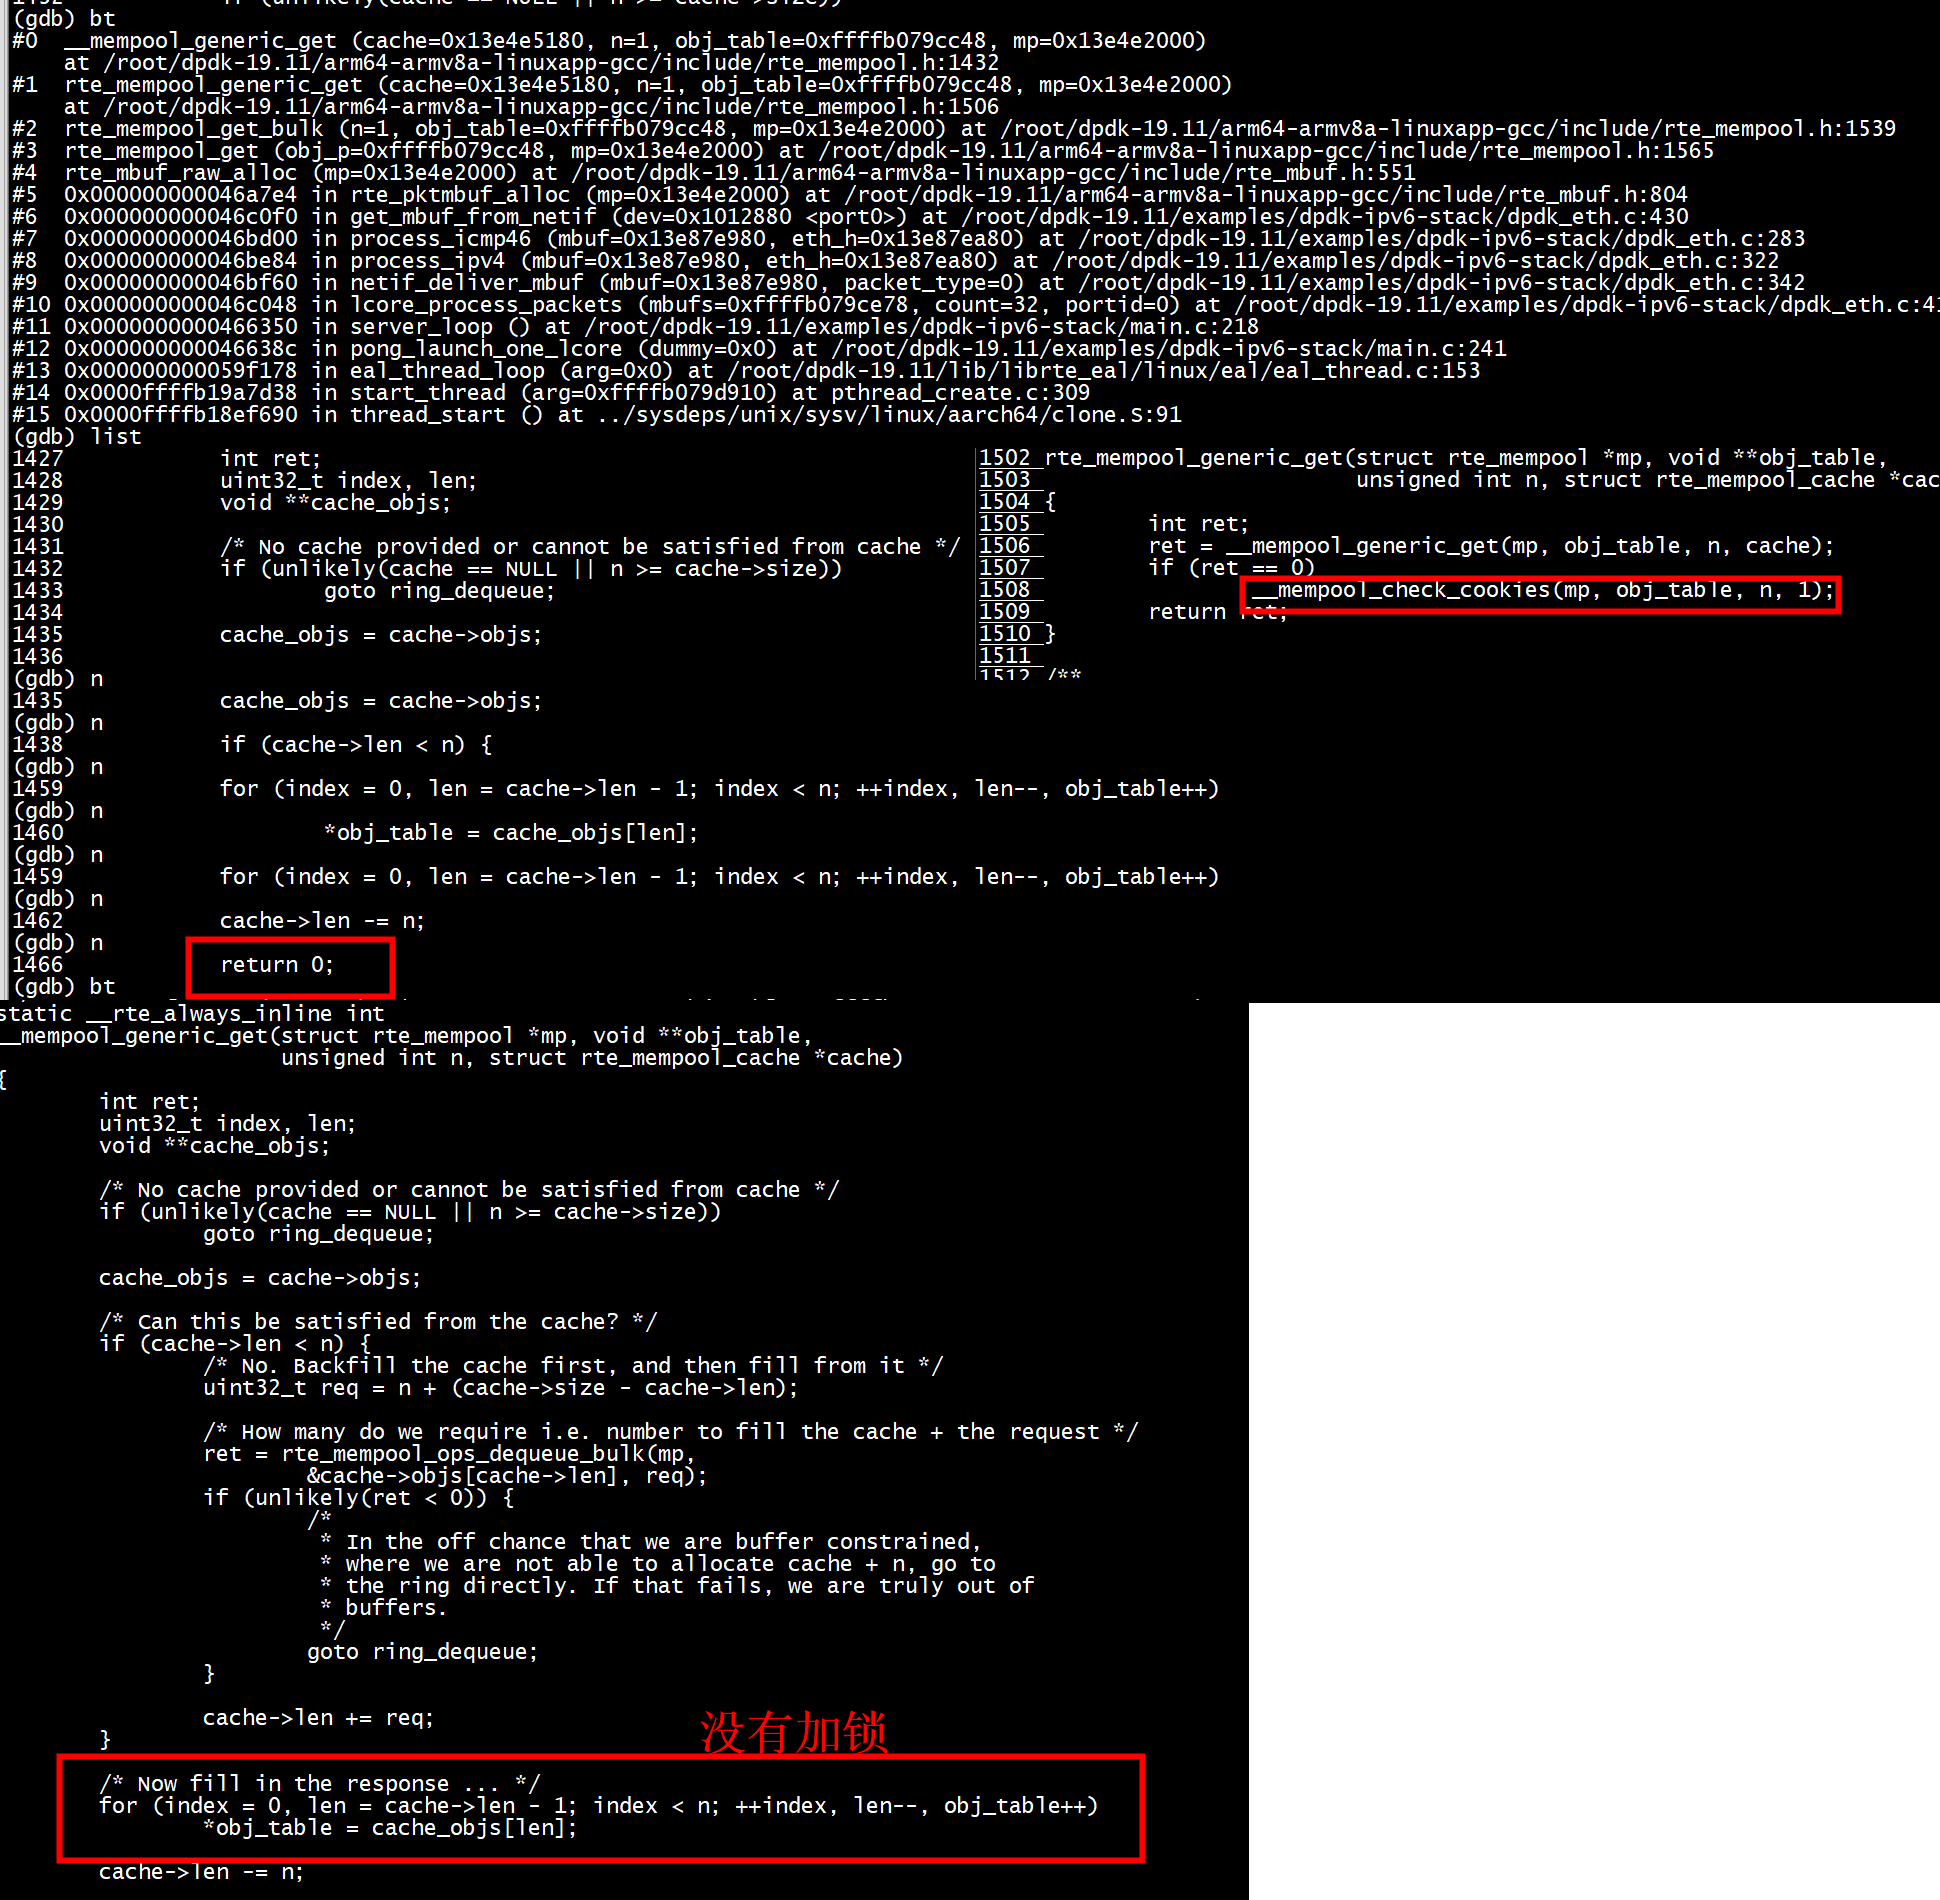 (gdb) bt
#0  __mempool_generic_get (cache=0x13e4e5180, n=1, obj_table=0xffffb079cc48, mp=0x13e4e2000)
    at /root/dpdk-19.11/arm64-armv8a-linuxapp-gcc/include/rte_mempool.h:1432
#1  rte_mempool_generic_get (cache=0x13e4e5180, n=1, obj_table=0xffffb079cc48, mp=0x13e4e2000)
    at /root/dpdk-19.11/arm64-armv8a-linuxapp-gcc/include/rte_mempool.h:1506
#2  rte_mempool_get_bulk (n=1, obj_table=0xffffb079cc48, mp=0x13e4e2000) at /root/dpdk-19.11/arm64-armv8a-linuxapp-gcc/include/rte_mempool.h:1539
#3  rte_mempool_get (obj_p=0xffffb079cc48, mp=0x13e4e2000) at /root/dpdk-19.11/arm64-armv8a-linuxapp-gcc/include/rte_mempool.h:1565
#4  rte_mbuf_raw_alloc (mp=0x13e4e2000) at /root/dpdk-19.11/arm64-armv8a-linuxapp-gcc/include/rte_mbuf.h:551
#5  0x000000000046a7e4 in rte_pktmbuf_alloc (mp=0x13e4e2000) at /root/dpdk-19.11/arm64-armv8a-linuxapp-gcc/include/rte_mbuf.h:804
#6  0x000000000046c0f0 in get_mbuf_from_netif (dev=0x1012880 <port0>) at /root/dpdk-19.11/examples/dpdk-ipv6-stack/dpdk_eth.c:430
#7  0x000000000046bd00 in process_icmp46 (mbuf=0x13e87e980, eth_h=0x13e87ea80) at /root/dpdk-19.11/examples/dpdk-ipv6-stack/dpdk_eth.c:283
#8  0x000000000046be84 in process_ipv4 (mbuf=0x13e87e980, eth_h=0x13e87ea80) at /root/dpdk-19.11/examples/dpdk-ipv6-stack/dpdk_eth.c:322
#9  0x000000000046bf60 in netif_deliver_mbuf (mbuf=0x13e87e980, packet_type=0) at /root/dpdk-19.11/examples/dpdk-ipv6-stack/dpdk_eth.c:342
#10 0x000000000046c048 in lcore_process_packets (mbufs=0xffffb079ce78, count=32, portid=0) at /root/dpdk-19.11/examples/dpdk-ipv6-stack/dpdk_eth.c:41
#11 0x0000000000466350 in server_loop () at /root/dpdk-19.11/examples/dpdk-ipv6-stack/main.c:218
#12 0x000000000046638c in pong_launch_one_lcore (dummy=0x0) at /root/dpdk-19.11/examples/dpdk-ipv6-stack/main.c:241
#13 0x000000000059f178 in eal_thread_loop (arg=0x0) at /root/dpdk-19.11/lib/librte_eal/linux/eal/eal_thread.c:153
#14 0x0000ffffb19a7d38 in start_thread (arg=0xffffb079d910) at pthread_create.c:309
#15 0x0000ffffb18ef690 in thread_start () at ../sysdeps/unix/sysv/linux/aarch64/clone.S:91
(gdb) list
1427            int ret;
1428            uint32_t index, len;
1429            void **cache_objs;
1430
1431            /* No cache provided or cannot be satisfied from cache */
1432            if (unlikely(cache == NULL || n >= cache->size))
1433                    goto ring_dequeue;
1434
1435            cache_objs = cache->objs;
1436
1502 rte_mempool_generic_get(struct rte_mempool *mp, void **obj_table,
1503                         unsigned int n, struct rte_mempool_cache *cac
1504 {
1505         int ret;
1506         ret = __mempool_generic_get(mp, obj_table, n, cache);
1507         if (ret == 0)
1508                 __mempool_check_cookies(mp, obj_table, n, 1);
1509         return ret;
1510 }
1511
1512 /**
(gdb) n
1435            cache_objs = cache->objs;
(gdb) n
1438            if (cache->len < n) {
(gdb) n
1459            for (index = 0, len = cache->len - 1; index < n; ++index, len--, obj_table++)
(gdb) n
1460                    *obj_table = cache_objs[len];
(gdb) n
1459            for (index = 0, len = cache->len - 1; index < n; ++index, len--, obj_table++)
(gdb) n
1462            cache->len -= n;
(gdb) n
1466            return 0;
(gdb) bt
static __rte_always_inline int
__mempool_generic_get(struct rte_mempool *mp, void **obj_table,
                      unsigned int n, struct rte_mempool_cache *cache)
{
        int ret;
        uint32_t index, len;
        void **cache_objs;

        /* No cache provided or cannot be satisfied from cache */
        if (unlikely(cache == NULL || n >= cache->size))
                goto ring_dequeue;

        cache_objs = cache->objs;

        /* Can this be satisfied from the cache? */
        if (cache->len < n) {
                /* No. Backfill the cache first, and then fill from it */
                uint32_t req = n + (cache->size - cache->len);

                /* How many do we require i.e. number to fill the cache + the request */
                ret = rte_mempool_ops_dequeue_bulk(mp,
                        &cache->objs[cache->len], req);
                if (unlikely(ret < 0)) {
                        /*
                         * In the off chance that we are buffer constrained,
                         * where we are not able to allocate cache + n, go to
                         * the ring directly. If that fails, we are truly out of
                         * buffers.
                         */
                        goto ring_dequeue;
                }

                cache->len += req;
        }
没有加锁
        /* Now fill in the response ... */
        for (index = 0, len = cache->len - 1; index < n; ++index, len--, obj_table++)
                *obj_table = cache_objs[len];

        cache->len -= n;